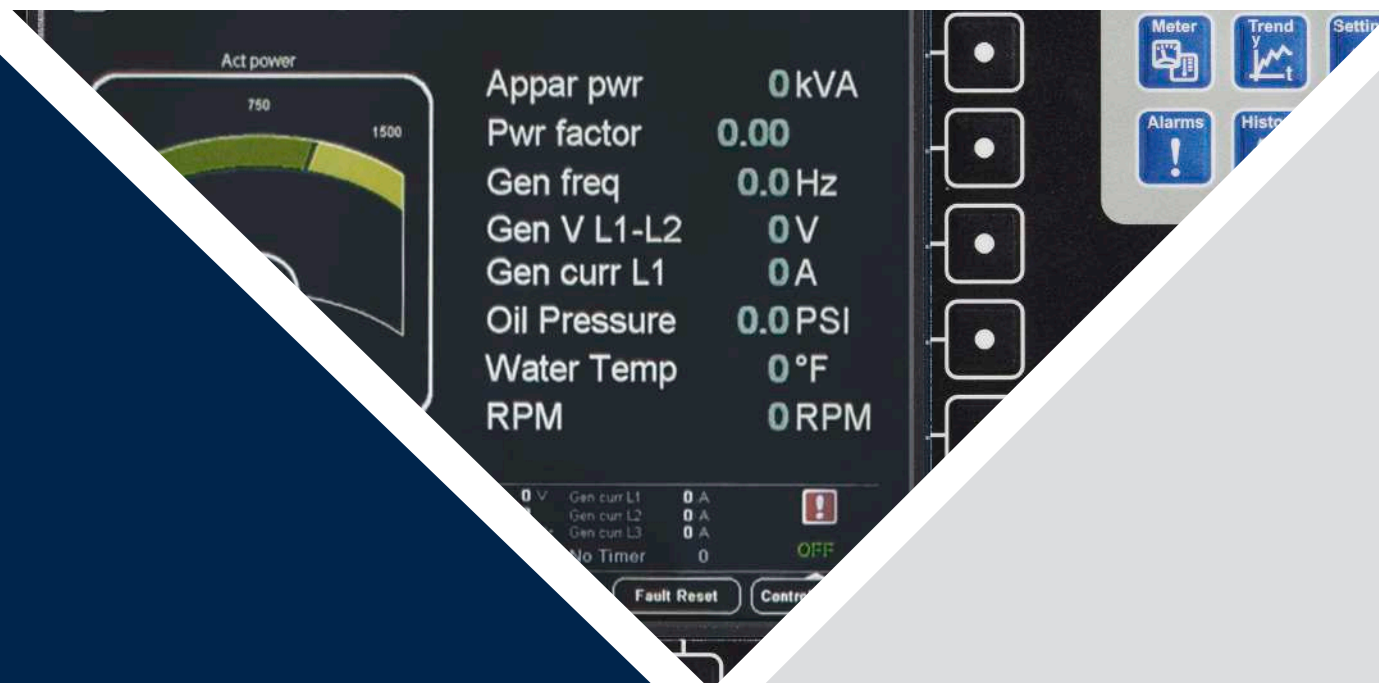 Act power
750
1500
Appar pwr 0 kVA
Pwr factor 0.00
Gen freq 0.0 Hz
Gen V L1-L2 0 V
Gen curr L1 0 A
Oil Pressure 0.0 PSI
Water Temp 0 °F
RPM 0 RPM
0 V Gen curr L1 0 A
Gen curr L2 0 A
Gen curr L3 0 A
No Timer 0
OFF
Fault Reset
Meter
Trend
y
t
Alarms
!